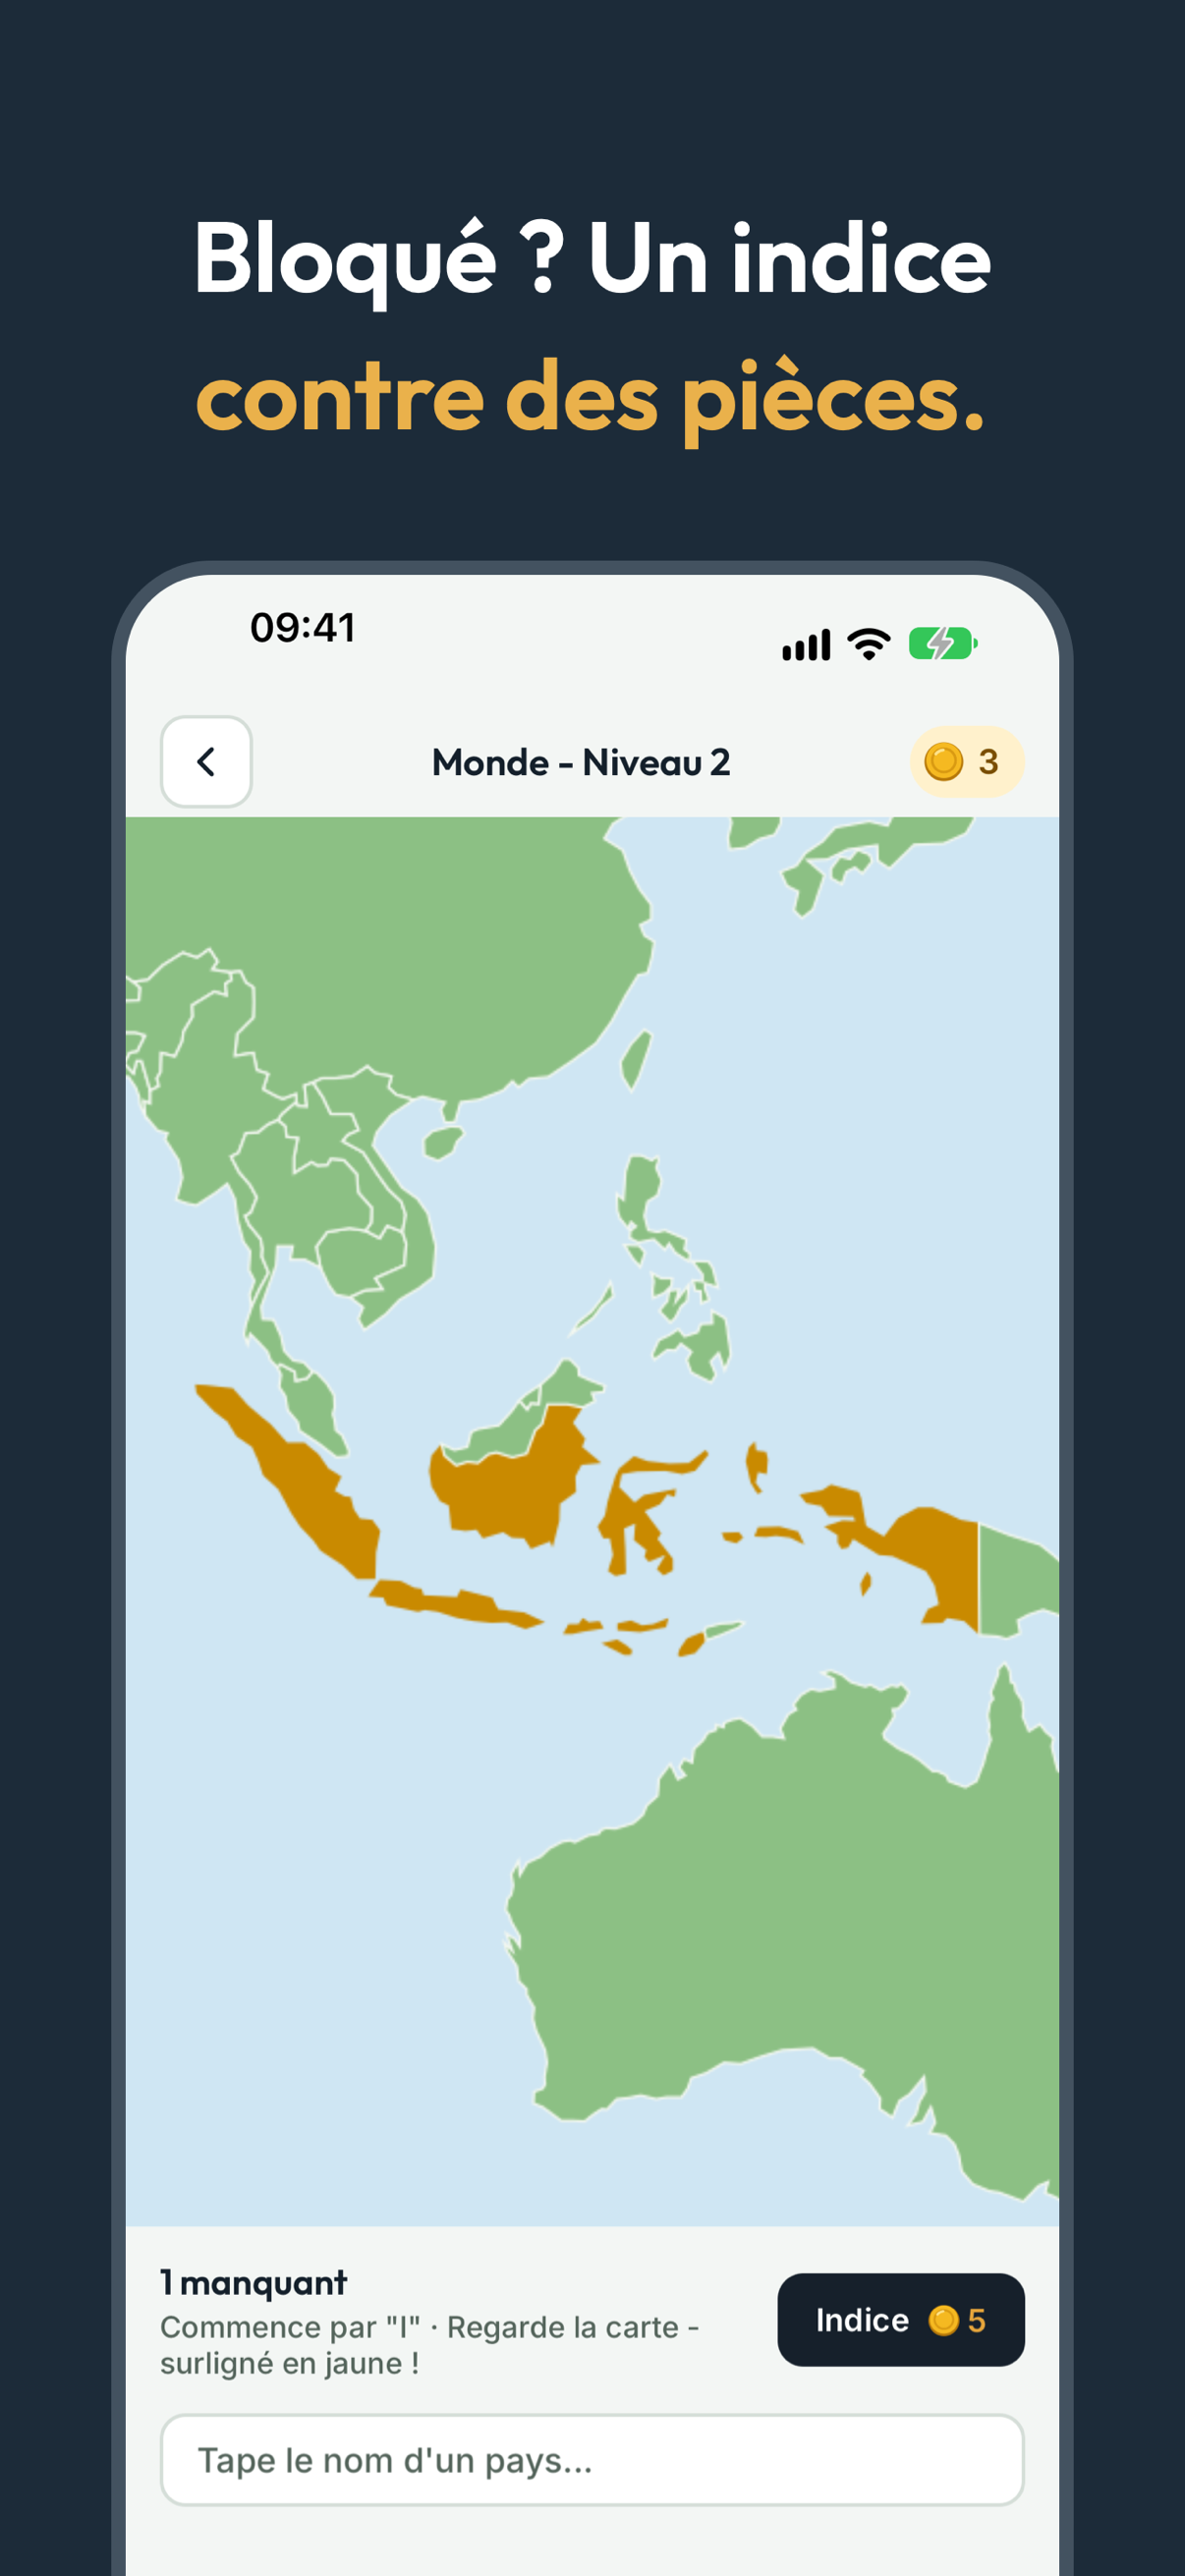 Bloqué ? Un indice
contre des pièces.
09:41
Monde - Niveau 2
3
1 manquant
Commence par "I" · Regarde la carte -
surligné en jaune !
Indice 5
Tape le nom d'un pays...